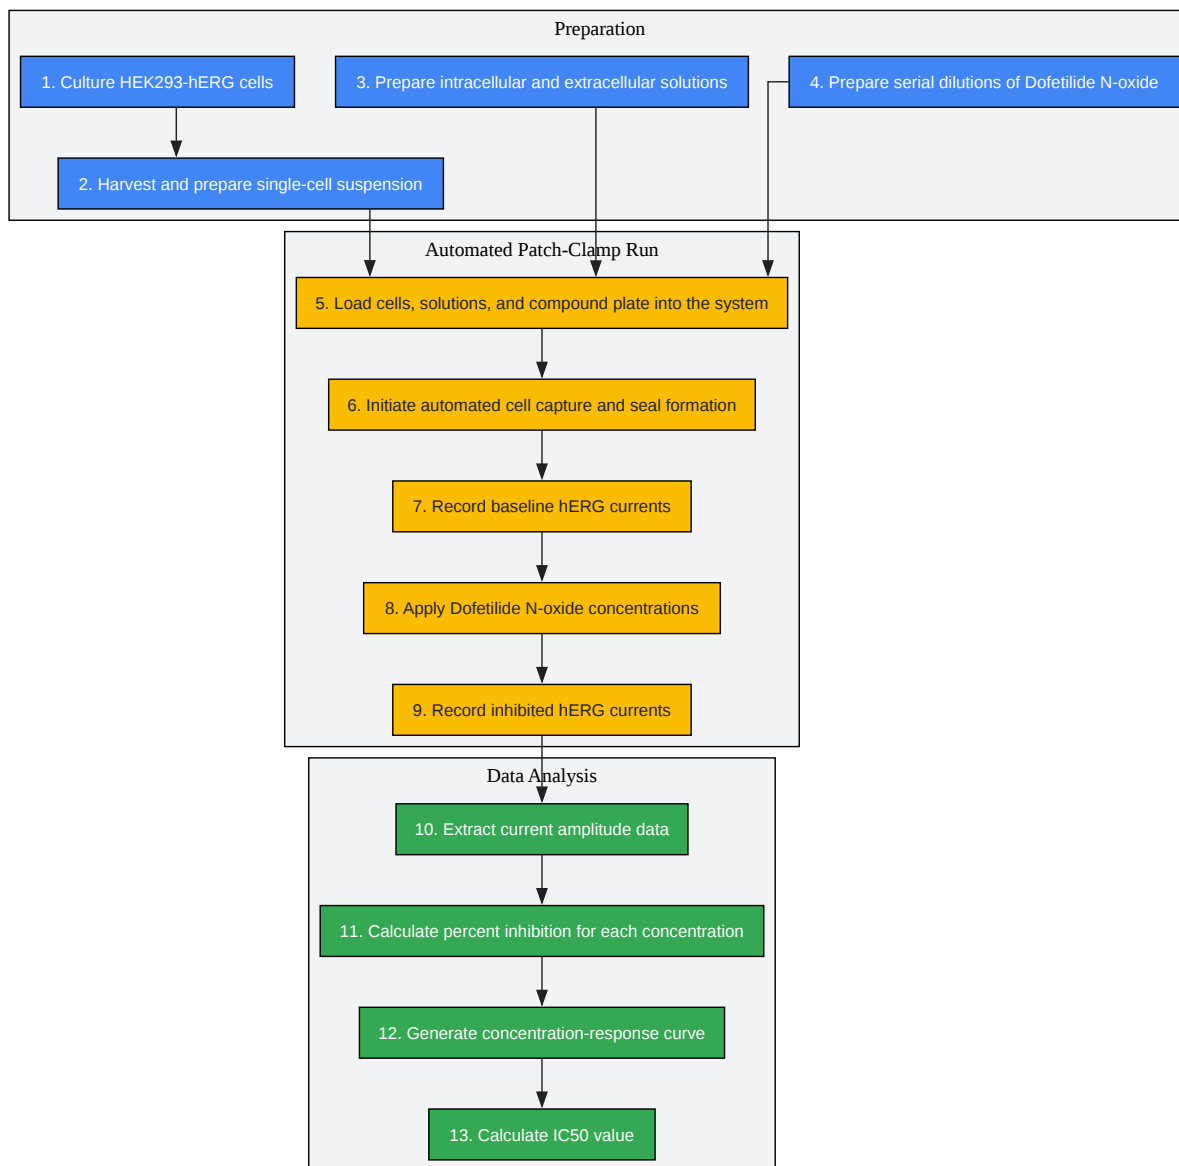 Preparation
1. Culture HEK293-hERG cells
3. Prepare intracellular and extracellular solutions
4. Prepare serial dilutions of Dofetilide N-oxide
2. Harvest and prepare single-cell suspension
Automated Patch-Clamp Run
5. Load cells, solutions, and compound plate into the system
6. Initiate automated cell capture and seal formation
7. Record baseline hERG currents
8. Apply Dofetilide N-oxide concentrations
9. Record inhibited hERG currents
Data Analysis
10. Extract current amplitude data
11. Calculate percent inhibition for each concentration
12. Generate concentration-response curve
13. Calculate IC50 value